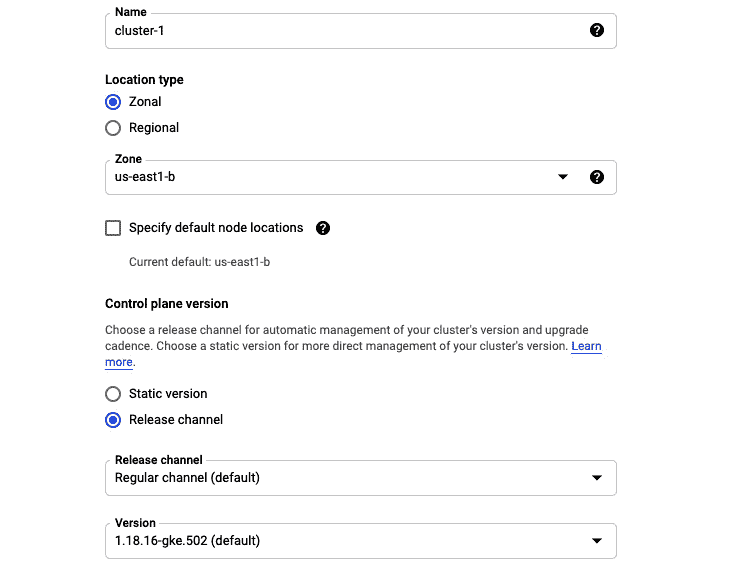 Name
cluster-1
Location type
Zonal
Regional
Zone
us-east1-b
Specify default node locations
Current default: us-east1-b
Control plane version
Choose a release channel for automatic management of your cluster's version and upgrade
cadence. Choose a static version for more direct management of your cluster's version. Learn
more.
Static version
Release channel
Release channel
Regular channel (default)
Version
1.18.16-gke.502 (default)